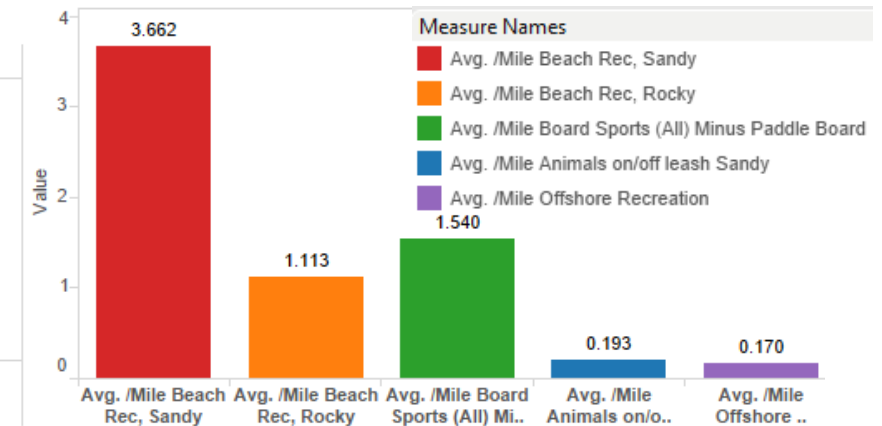 Measure Names
Avg. /Mile Beach Rec, Sandy
Avg. /Mile Beach Rec, Rocky
Avg. /Mile Board Sports (All) Minus Paddle Board
Avg. /Mile Animals on/off leash Sandy
Avg. /Mile Offshore Recreation
4
3
2
1
0
Value
3.662
1.113
1.540
0.193
0.170
Avg. /Mile Beach
Rec, Sandy
Avg. /Mile Beach
Rec, Rocky
Avg. /Mile Board
Sports (All) Mi..
Avg. /Mile
Animals on/o..
Avg. /Mile
Offshore ..